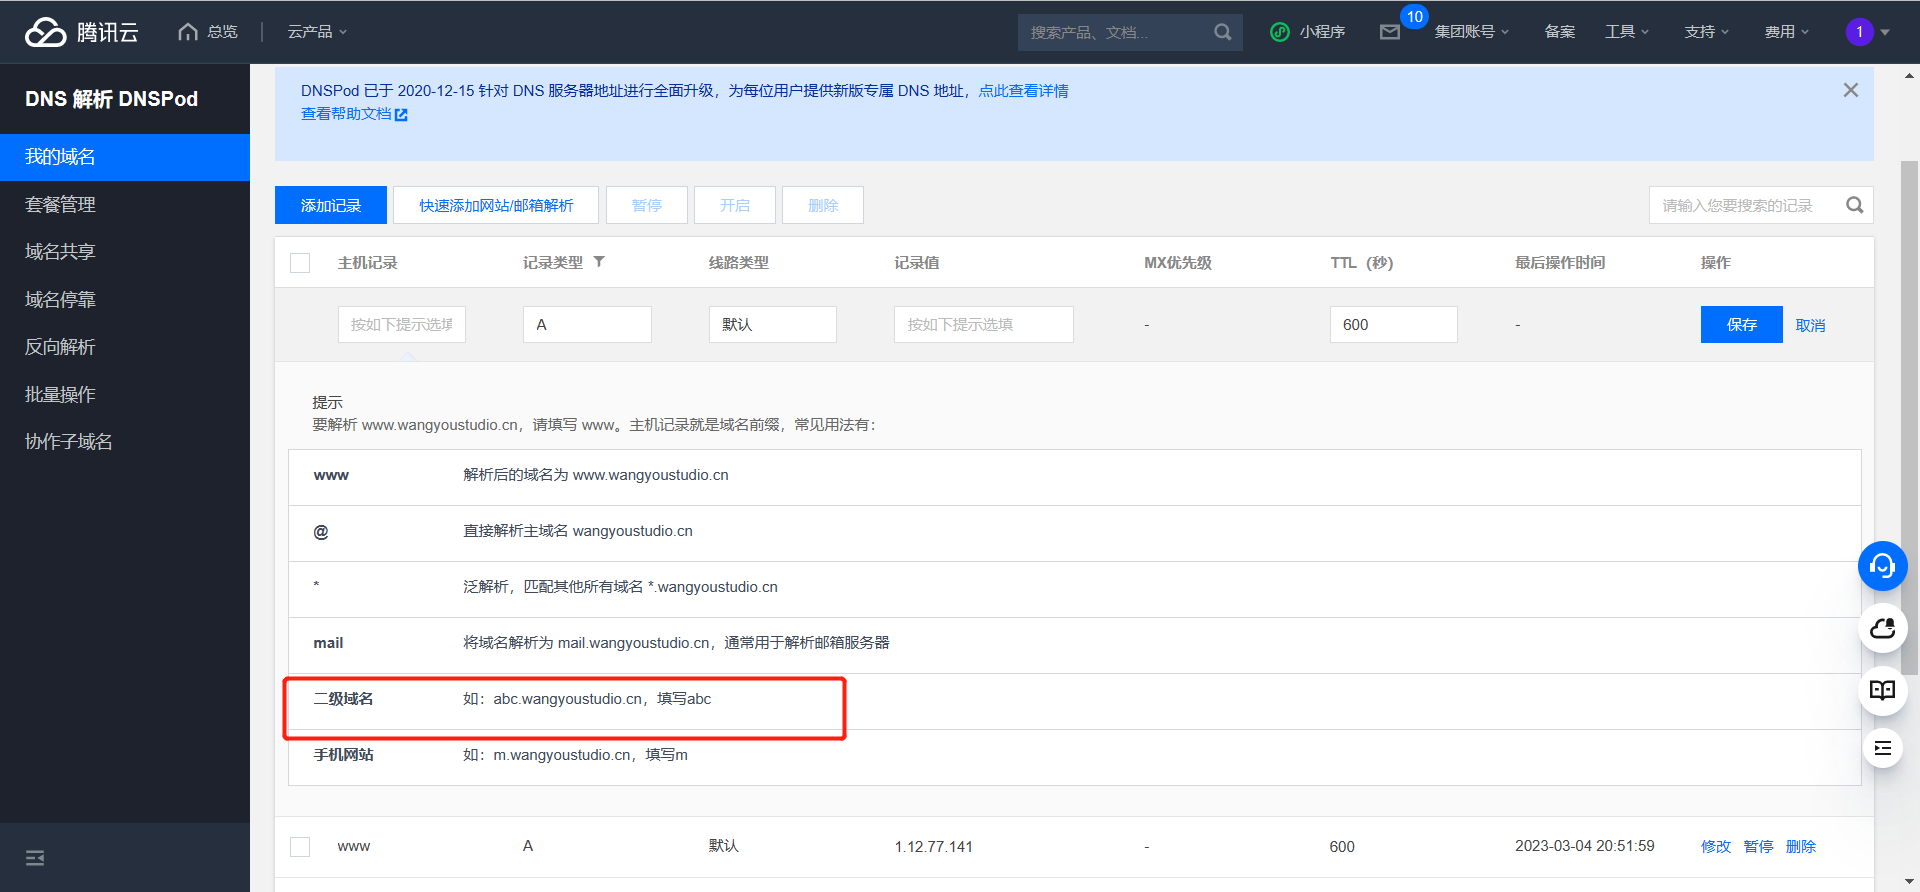 腾讯云
总览
云产品
搜索产品、文档...
小程序
10
集团账号
备案
工具
支持
费用
1
DNS 解析 DNSPod
我的域名
套餐管理
域名共享
域名停靠
反向解析
批量操作
协作子域名
DNSPod 已于 2020-12-15 针对 DNS 服务器地址进行全面升级，为每位用户提供新版专属 DNS 地址，点此查看详情
查看帮助文档
添加记录
快速添加网站/邮箱解析
暂停
开启
删除
请输入您要搜索的记录
主机记录 记录类型 线路类型 记录值 MX优先级 TTL（秒） 最后操作时间 操作
按如下提示选填 A 默认 按如下提示选填 - 600 - 保存 取消
提示
要解析 www.wangyoustudio.cn，请填写 www。主机记录就是域名前缀，常见用法有：
www 解析后的域名为 www.wangyoustudio.cn
@ 直接解析主域名 wangyoustudio.cn
* 泛解析，匹配其他所有域名 *.wangyoustudio.cn
mail 将域名解析为 mail.wangyoustudio.cn，通常用于解析邮箱服务器
二级域名 如：abc.wangyoustudio.cn，填写abc
手机网站 如：m.wangyoustudio.cn，填写m
www A 默认 1.12.77.141 - 600 2023-03-04 20:51:59 修改 暂停 删除